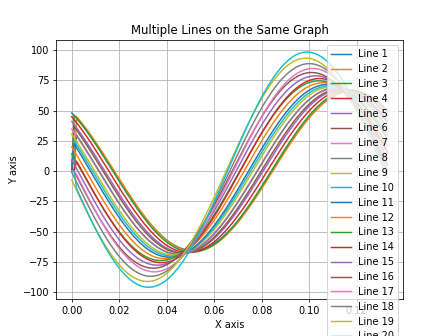 Multiple Lines on the Same Graph
Y axis
100
75
50
25
0
−25
−50
−75
−100
0.00
0.02
0.04
0.06
0.08
0.10
X axis
Line 1
Line 2
Line 3
Line 4
Line 5
Line 6
Line 7
Line 8
Line 9
Line 10
Line 11
Line 12
Line 13
Line 14
Line 15
Line 16
Line 17
Line 18
Line 19
Line 20